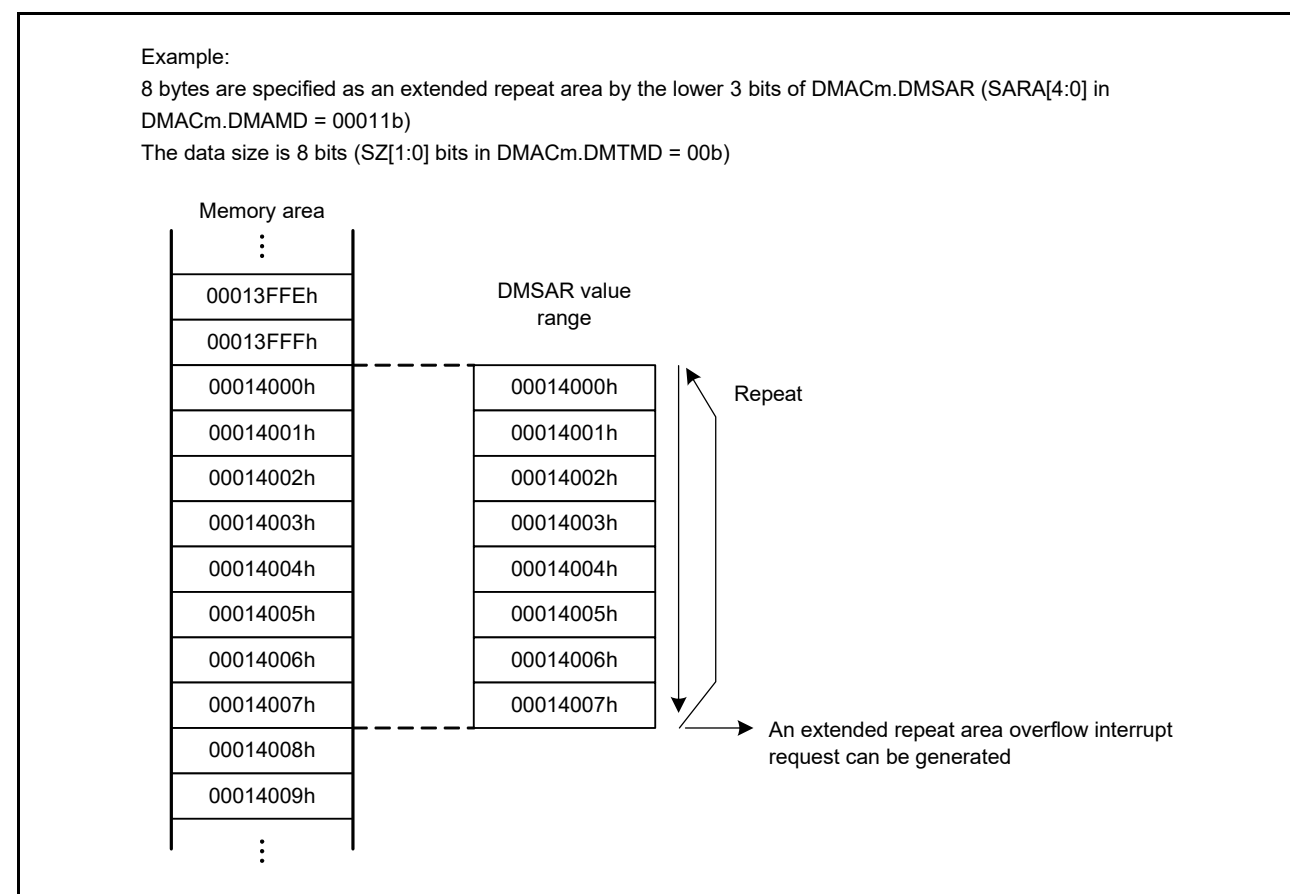 Example:
8 bytes are specified as an extended repeat area by the lower 3 bits of DMACm.DMSAR (SARA[4:0] in
DMACm.DMAMD = 00011b)
The data size is 8 bits (SZ[1:0] bits in DMACm.DMTMD = 00b)
Memory area
00013FFEh
00013FFFh
00014000h
00014001h
00014002h
00014003h
00014004h
00014005h
00014006h
00014007h
00014008h
00014009h
DMSAR value
range
00014000h
00014001h
00014002h
00014003h
00014004h
00014005h
00014006h
00014007h
Repeat
An extended repeat area overflow interrupt
request can be generated